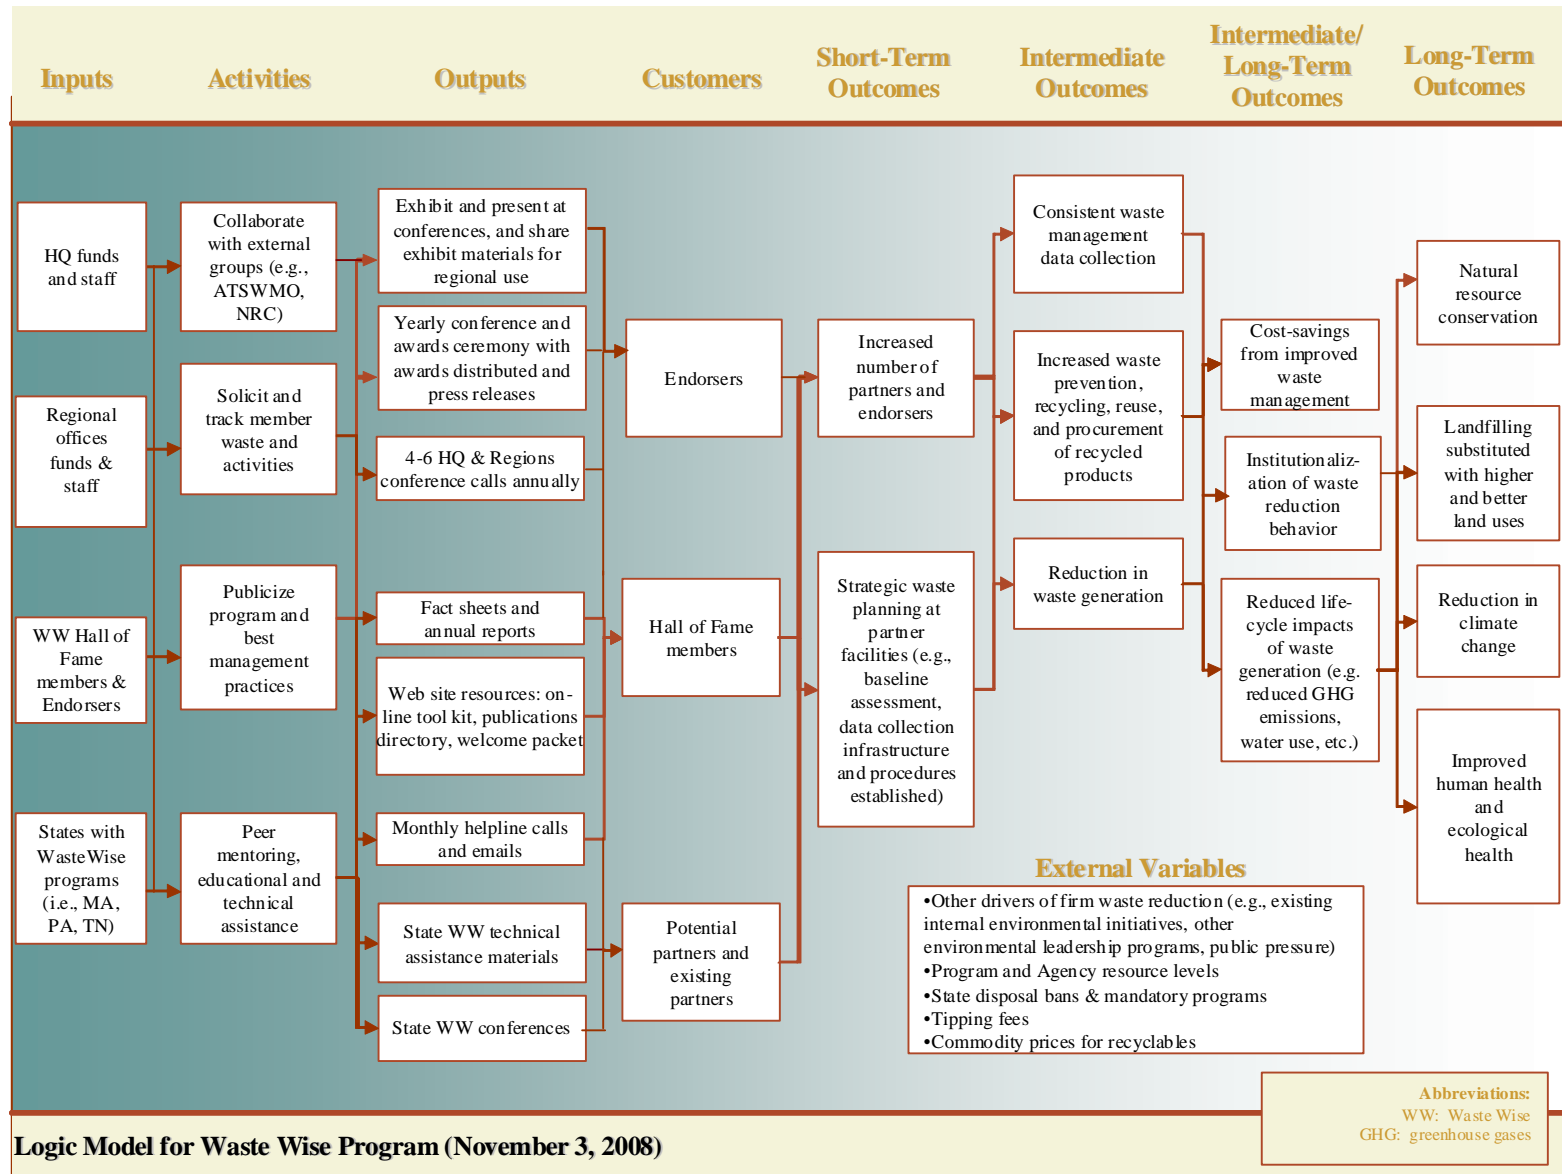 Inputs
Activities
Outputs
Customers
Short-Term
Outcomes
Intermediate
Outcomes
Intermediate/
Long-Term
Outcomes
Long-Term
Outcomes
HQ funds
and staff
Regional
offices
funds &
staff
WW Hall of
Fame
members &
Endorsers
States with
WasteWise
programs
(i.e., MA,
PA, TN)
Collaborate
with external
groups (e.g.,
ATSWMO,
NRC)
Solicit and
track member
waste and
activities
Publicize
program and
best
management
practices
Peer
mentoring,
educational and
technical
assistance
Exhibit and present at
conferences, and share
exhibit materials for
regional use
Yearly conference and
awards ceremony with
awards distributed and
press releases
4-6 HQ & Regions
conference calls annually
Fact sheets and
annual reports
Web site resources: on-
line tool kit, publications
directory, welcome packet
Monthly helpline calls
and emails
State WW technical
assistance materials
State WW conferences
Endorsers
Hall of Fame
members
Potential
partners and
existing
partners
Increased
number of
partners and
endorsers
Strategic waste
planning at
partner
facilities (e.g.,
baseline
assessment,
data collection
infrastructure
and procedures
established)
Consistent waste
management
data collection
Increased waste
prevention,
recycling, reuse,
and procurement
of recycled
products
Reduction in
waste generation
Cost-savings
from improved
waste
management
Institutionaliz-
ation of waste
reduction
behavior
Reduced life-
cycle impacts
of waste
generation (e.g.
reduced GHG
emissions,
water use, etc.)
Natural
resource
conservation
Landfilling
substituted
with higher
and better
land uses
Reduction in
climate
change
Improved
human health
and
ecological
health
External Variables
•Other drivers of firm waste reduction (e.g., existing
internal environmental initiatives, other
environmental leadership programs, public pressure)
•Program and Agency resource levels
•State disposal bans & mandatory programs
•Tipping fees
•Commodity prices for recyclables
Abbreviations:
WW: Waste Wise
GHG: greenhouse gases
Logic Model for Waste Wise Program (November 3, 2008)